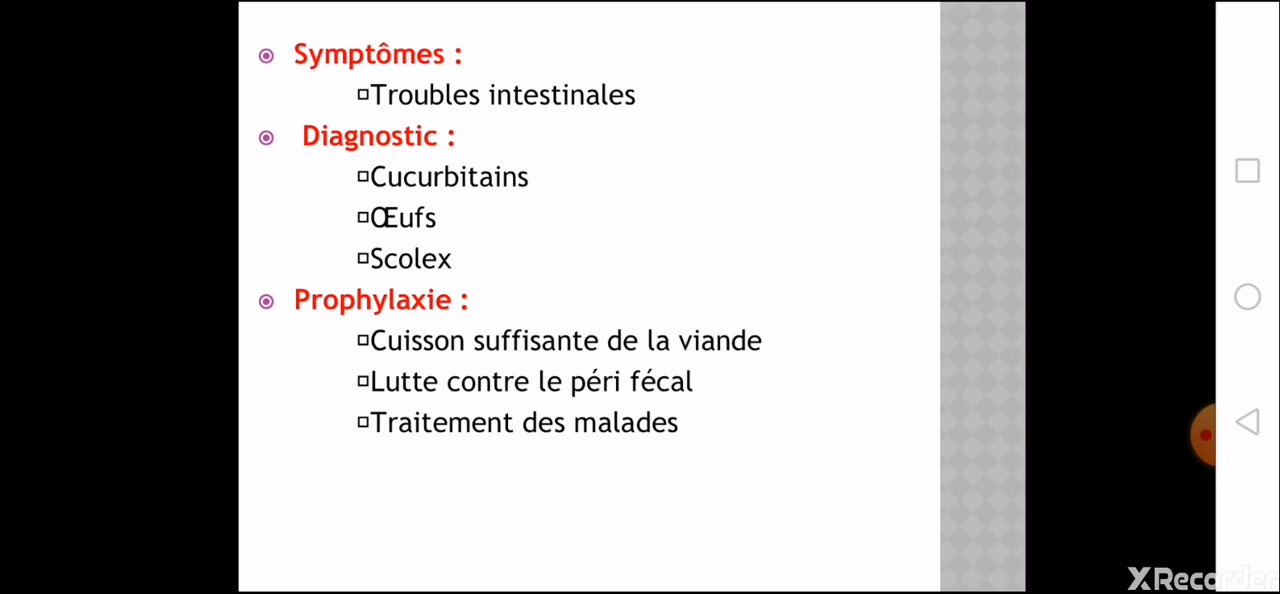 Symptômes :
Troubles intestinales
Diagnostic :
Cucurbitains
Œufs
Scolex
Prophylaxie :
Cuisson suffisante de la viande
Lutte contre le péri fécal
Traitement des malades
XRecorder